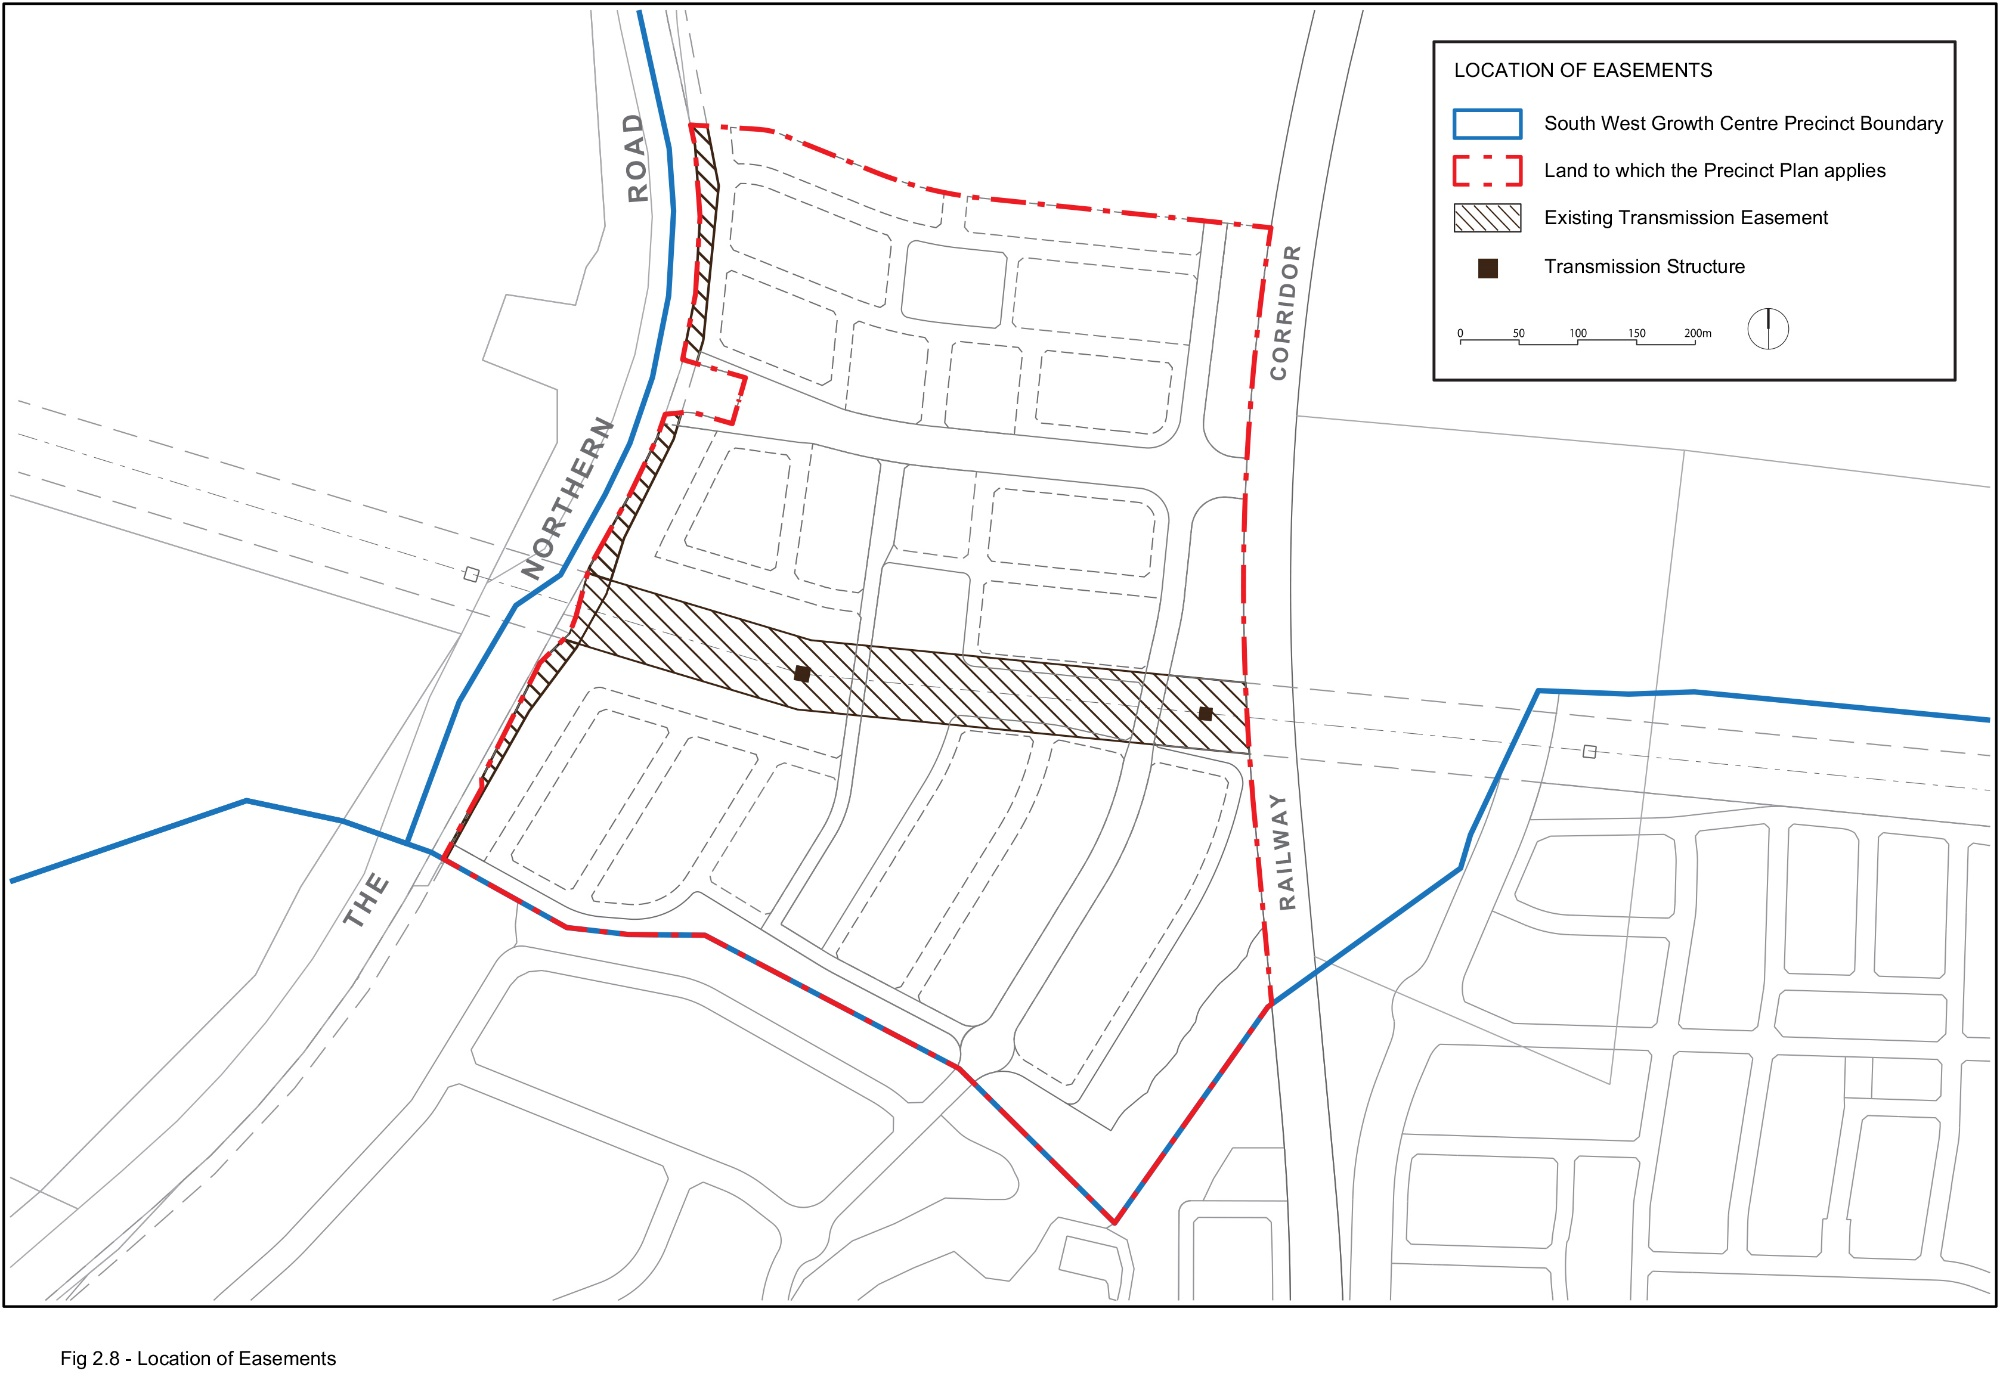 LOCATION OF EASEMENTS
South West Growth Centre Precinct Boundary
Land to which the Precinct Plan applies
Existing Transmission Easement
Transmission Structure
0 50 100 150 200m
THE NORTHERN ROAD
RAILWAY CORRIDOR
Fig 2.8 - Location of Easements